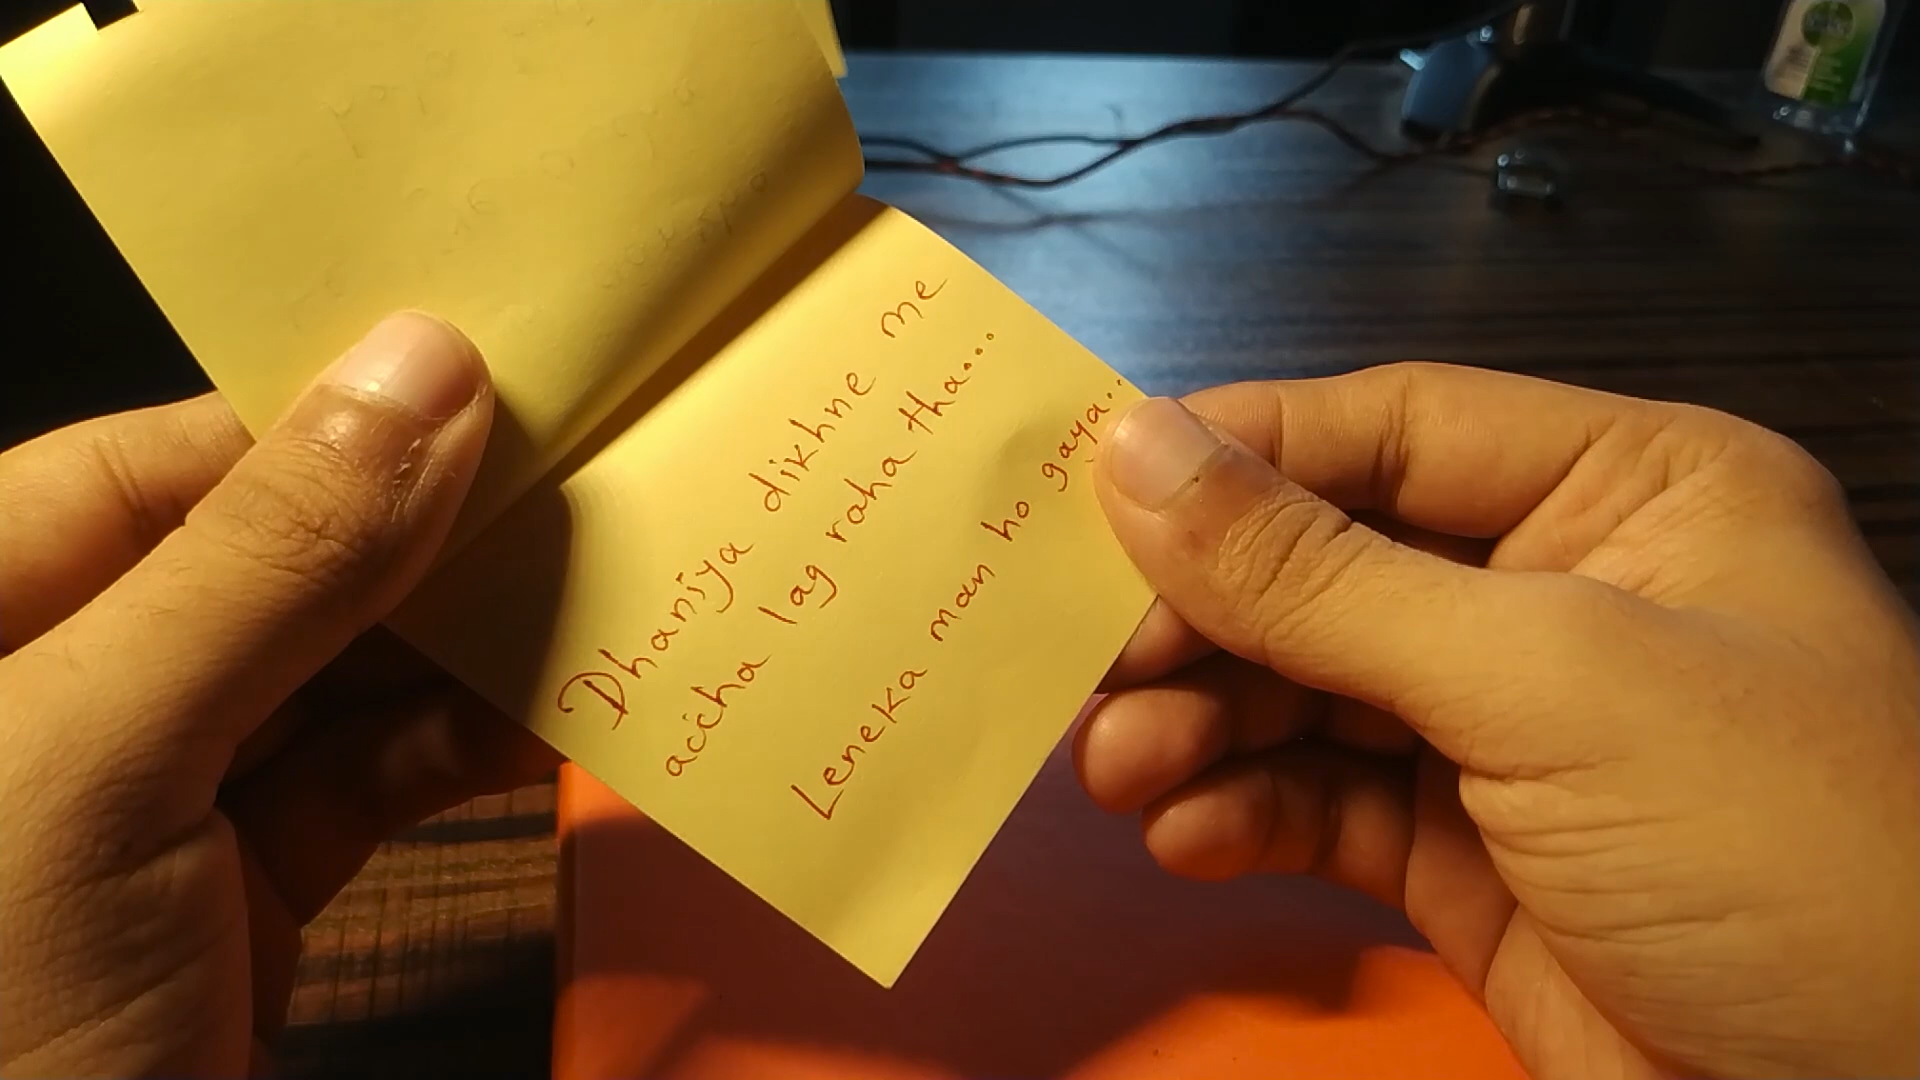 Dhaniya dikhne me
accha lag raha tha....
Leneka man ho gaya..